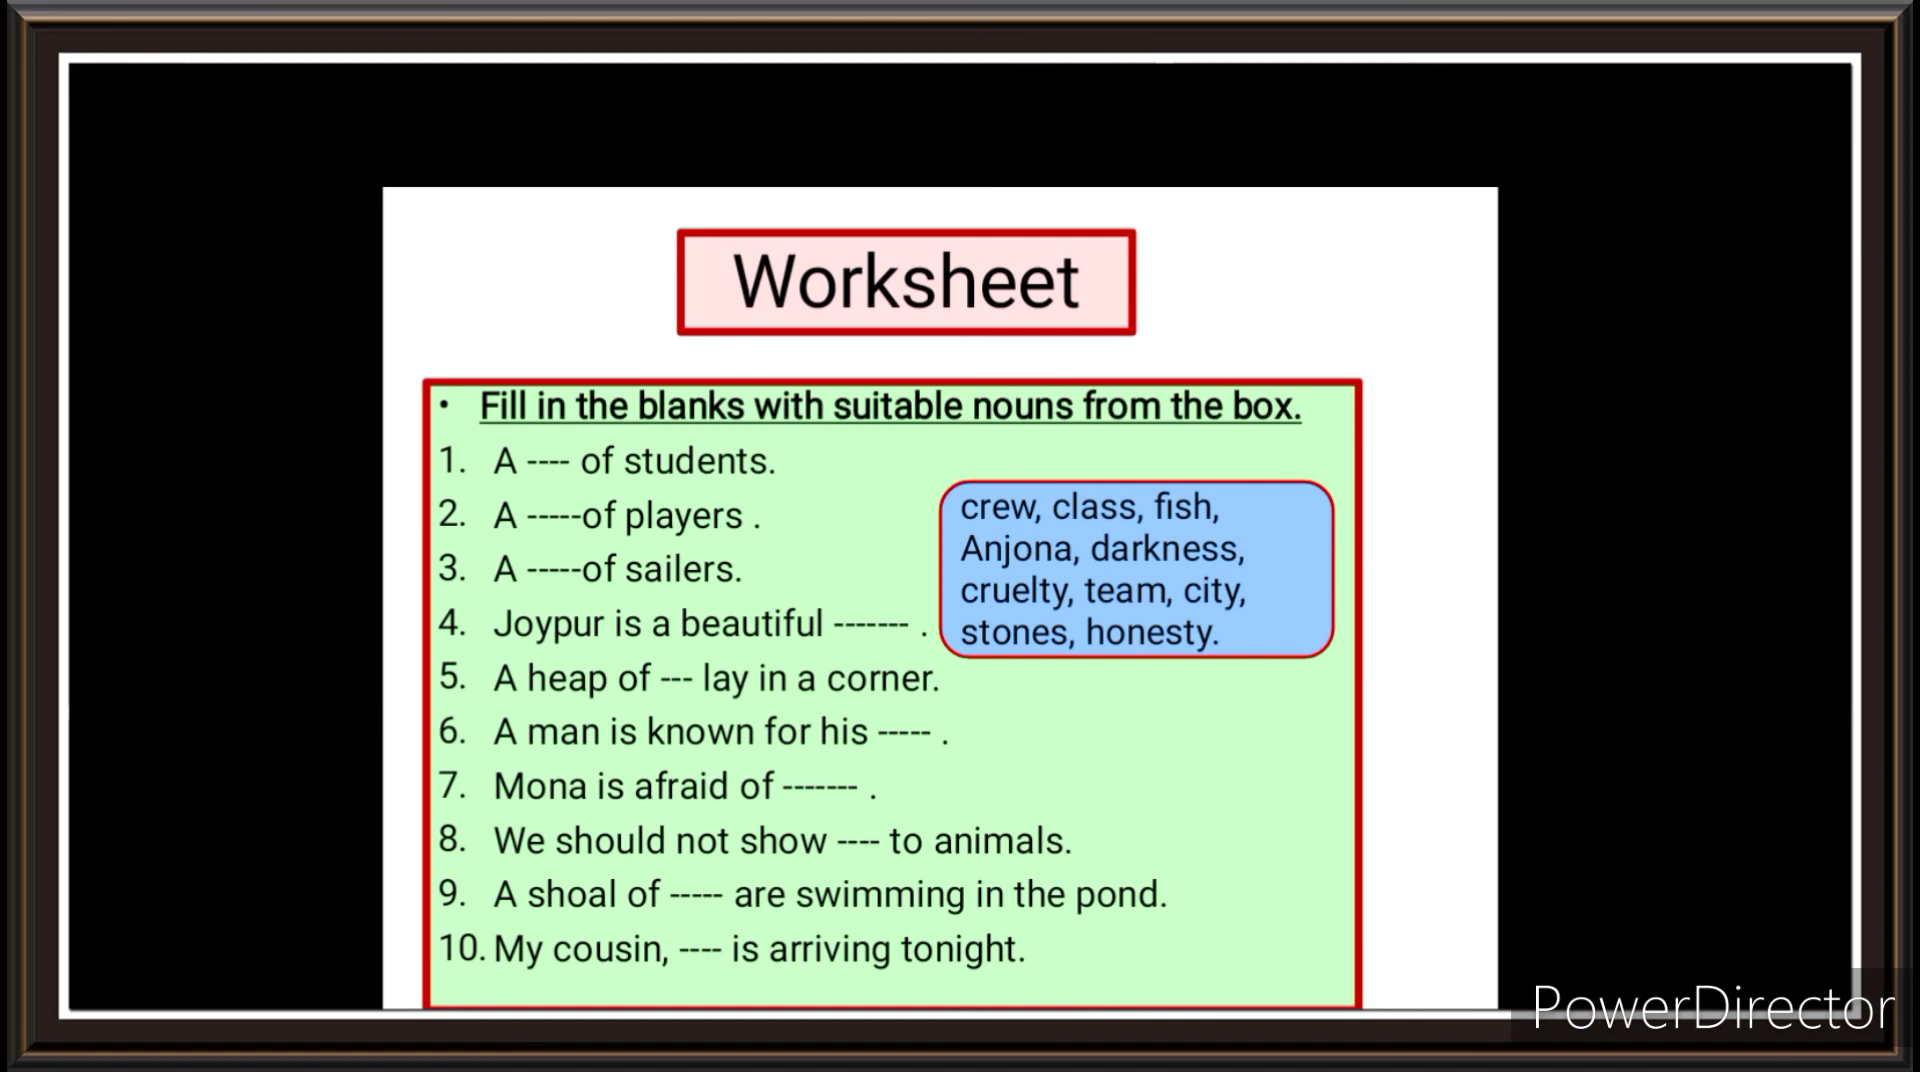 Worksheet
• Fill in the blanks with suitable nouns from the box.
1. A ---- of students.
2. A -----of players .
3. A -----of sailers.
4. Joypur is a beautiful ------- .
5. A heap of --- lay in a corner.
6. A man is known for his ----- .
7. Mona is afraid of ------- .
8. We should not show ---- to animals.
9. A shoal of ----- are swimming in the pond.
10. My cousin, ---- is arriving tonight.
crew, class, fish,
Anjona, darkness,
cruelty, team, city,
stones, honesty.
PowerDirector